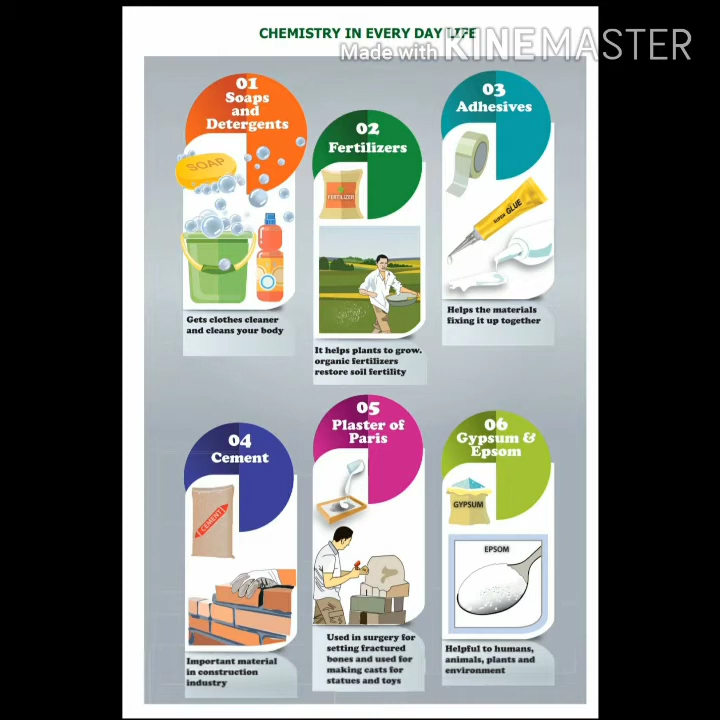 CHEMISTRY IN EVERY DAY LIFE
Made with KINEMASTER
01
Soaps
and
Detergents
SOAP
Gets clothes cleaner
and cleans your body
02
Fertilizers
FERTILIZER
It helps plants to grow.
organic fertilizers
restore soil fertility
03
Adhesives
SUPER GLUE
Helps the materials
fixing it up together
04
Cement
CEMENT
Important material
in construction
industry
05
Plaster of
Paris
Used in surgery for
setting fractured
bones and used for
making casts for
statues and toys
06
Gypsum &
Epsom
GYPSUM
EPSOM
Helpful to humans,
animals, plants and
environment